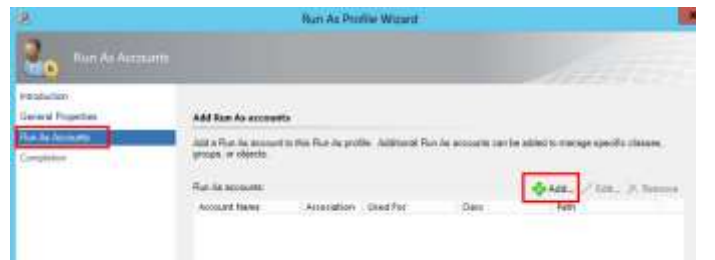 Run As Profile Wizard
Run As Accounts
Introduction
General Properties
Run As Accounts
Completion
Add Run As accounts
Add a Run As account to this Run As profile. Additional Run As accounts can be added to manage specific classes,
groups, or objects.
Run As accounts:
Add...
Edit...
Remove
Account Name
Association
Used For
Class
Path